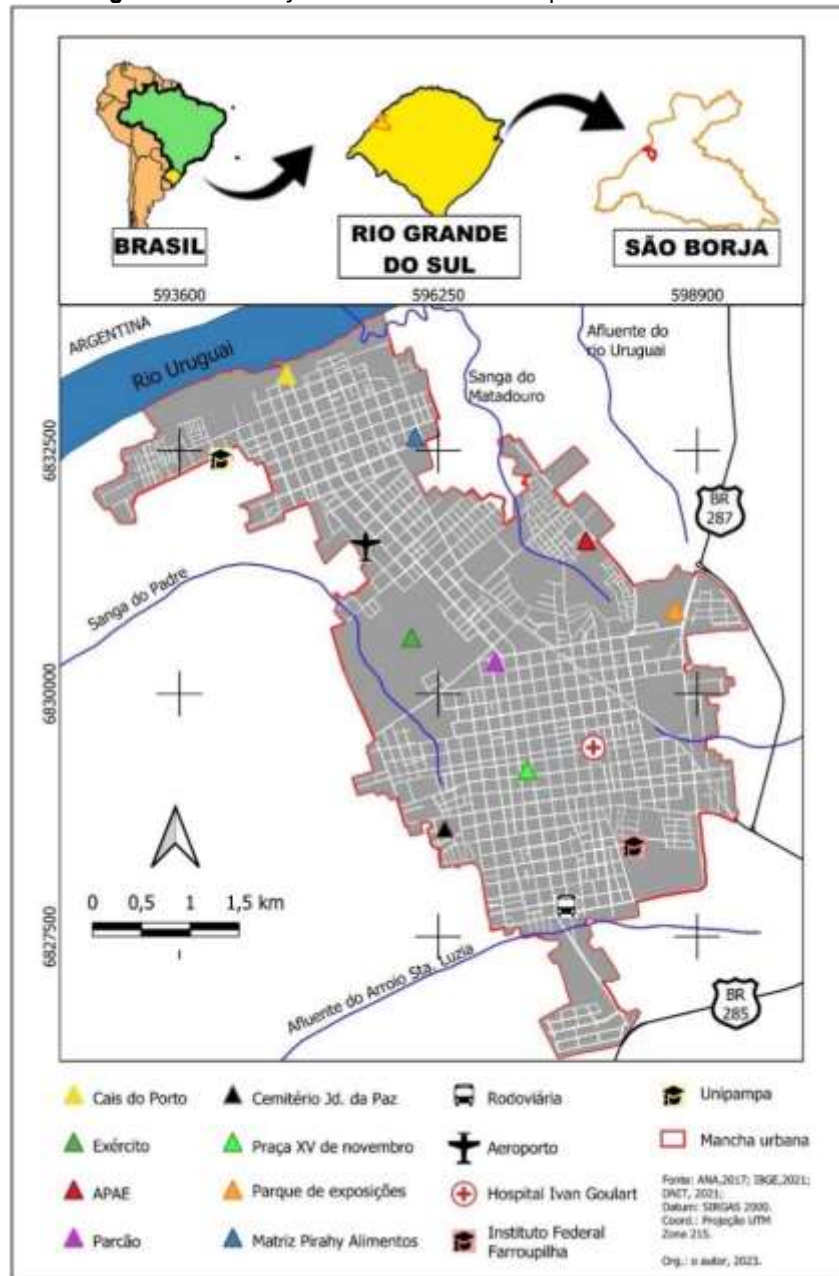 BRASIL
RIO GRANDE
DO SUL
SÃO BORJA
593600
596250
598900
ARGENTINA
Rio Uruguai
Afluente do
rio Uruguai
Sanga do
Matadouro
6832500
BR
287
Sanga do Padre
6830000
0 0,5 1 1,5 km
6827500
Afluente do Arroio Sta. Luzia
BR
285
Cais do Porto
Cemitério Jd. da Paz
Rodoviária
Unipampa
Exército
Praça XV de novembro
Aeroporto
Mancha urbana
APAE
Parque de exposições
Hospital Ivan Goulart
Parcão
Matriz Pirahy Alimentos
Instituto Federal
Farroupilha
Fonte: ANA,2017; IBGE,2021;
DNIT, 2021;
Datum: SIRGAS 2000.
Coord.: Projeção UTM
Zone 21S.
Org.: o autor, 2023.